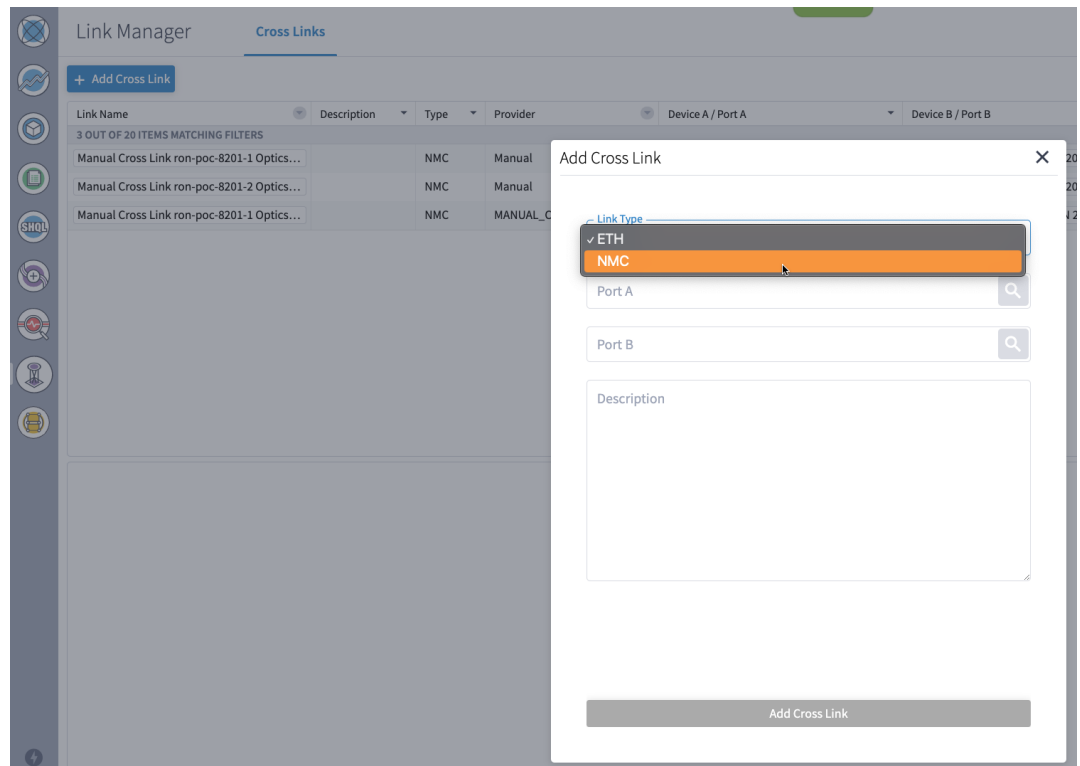 Link Manager
Cross Links
+ Add Cross Link
Link Name Description Type Provider Device A / Port A Device B / Port B
3 OUT OF 20 ITEMS MATCHING FILTERS
Manual Cross Link ron-poc-8201-1 Optics... NMC Manual
Manual Cross Link ron-poc-8201-2 Optics... NMC Manual
Manual Cross Link ron-poc-8201-1 Optics... NMC
SHQL
Add Cross Link
Link Type
✓ ETH
NMC
Port A
Port B
Description
Add Cross Link